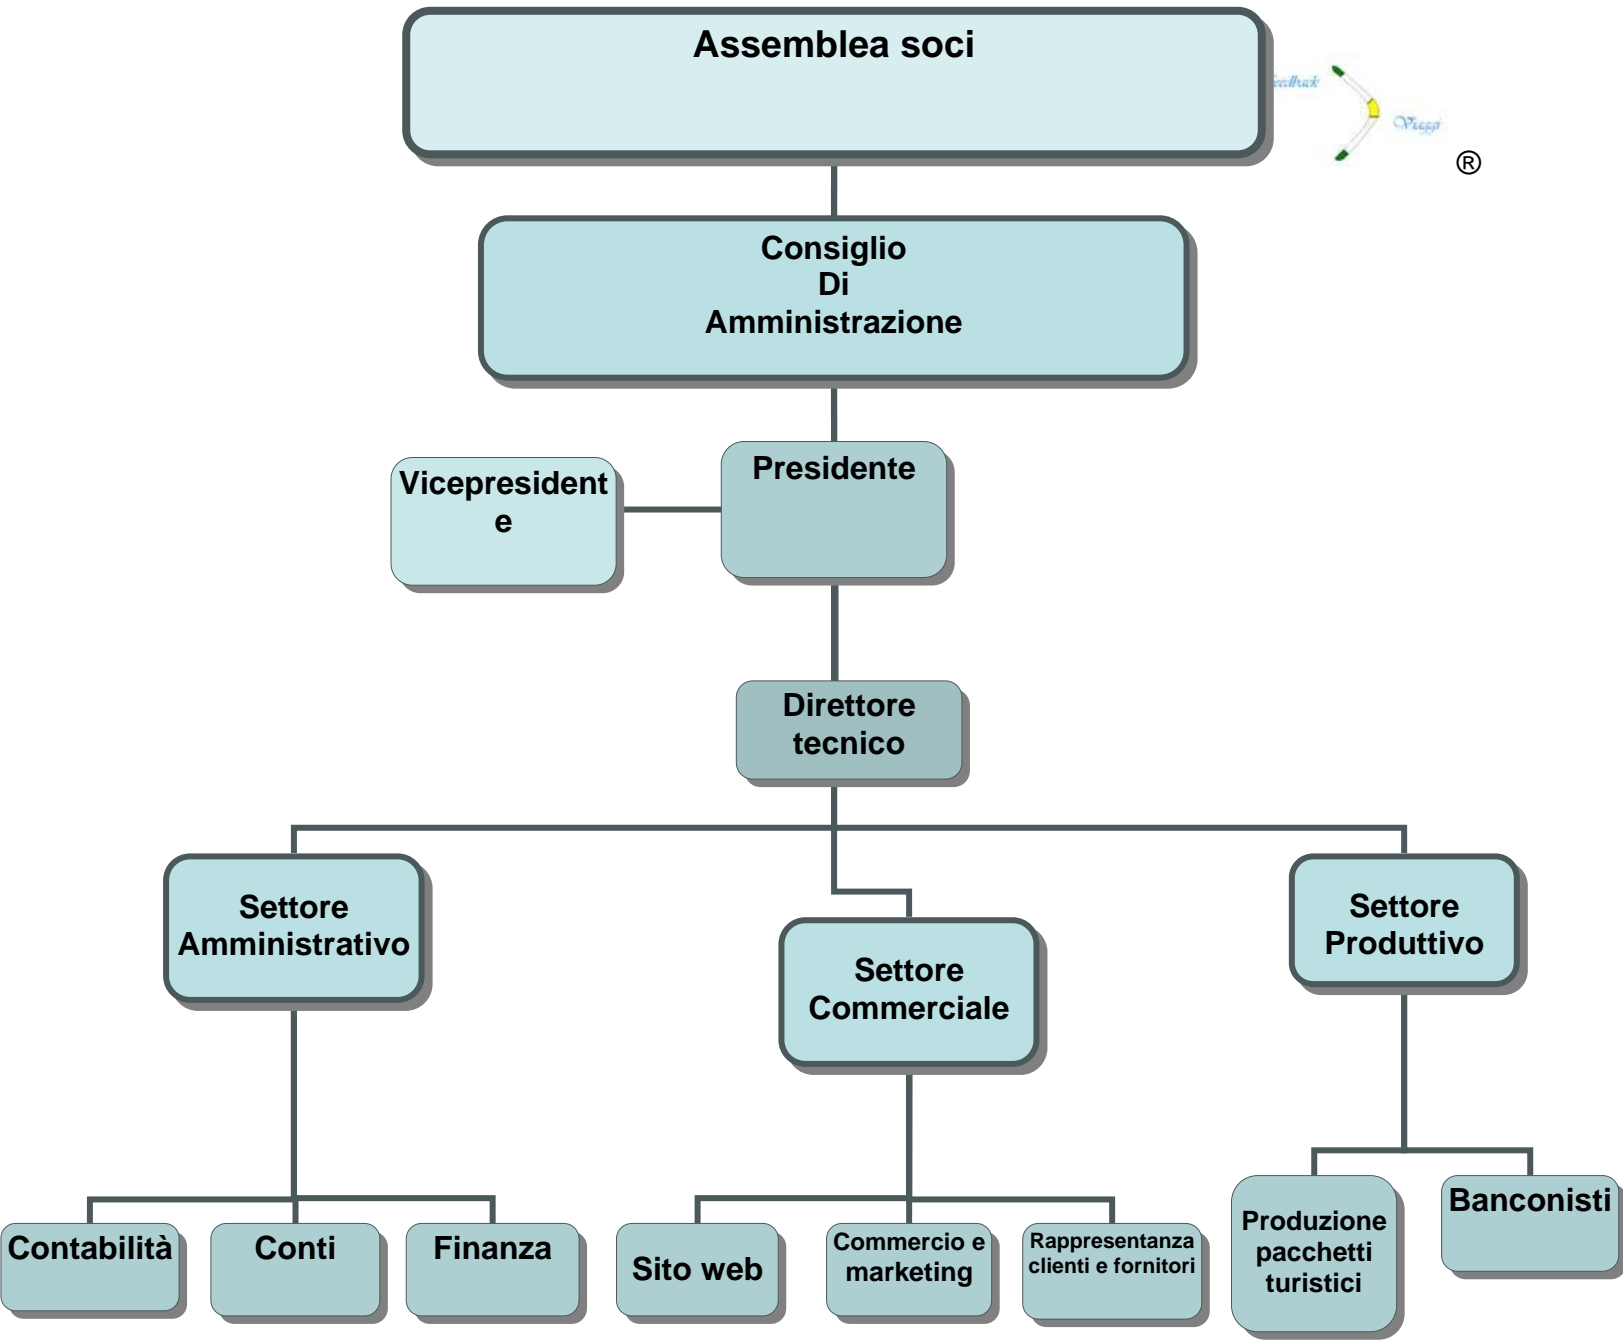 Assemblea soci
Viaggi
®
Consiglio
Di
Amministrazione
Presidente
Vicepresident
e
Direttore
tecnico
Settore
Amministrativo
Settore
Commerciale
Settore
Produttivo
Contabilità
Conti
Finanza
Sito web
Commercio e
marketing
Rappresentanza
clienti e fornitori
Produzione
pacchetti
turistici
Banconisti